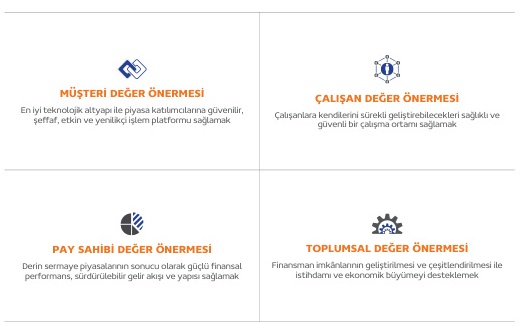 MÜŞTERİ DEĞER ÖNERMESİ
En iyi teknolojik altyapı ile piyasa katılımcılarına güvenilir,
şeffaf, etkin ve yenilikçi işlem platformu sağlamak
ÇALIŞAN DEĞER ÖNERMESİ
Çalışanlara kendilerini sürekli geliştirebilecekleri sağlıklı ve
güvenli bir çalışma ortamı sağlamak
PAY SAHİBİ DEĞER ÖNERMESİ
Derin sermaye piyasalarının sonucu olarak güçlü finansal
performans, sürdürülebilir gelir akışı ve yapısı sağlamak
TOPLUMSAL DEĞER ÖNERMESİ
Finansman imkânlarının geliştirilmesi ve çeşitlendirilmesi ile
istihdamı ve ekonomik büyümeyi desteklemek